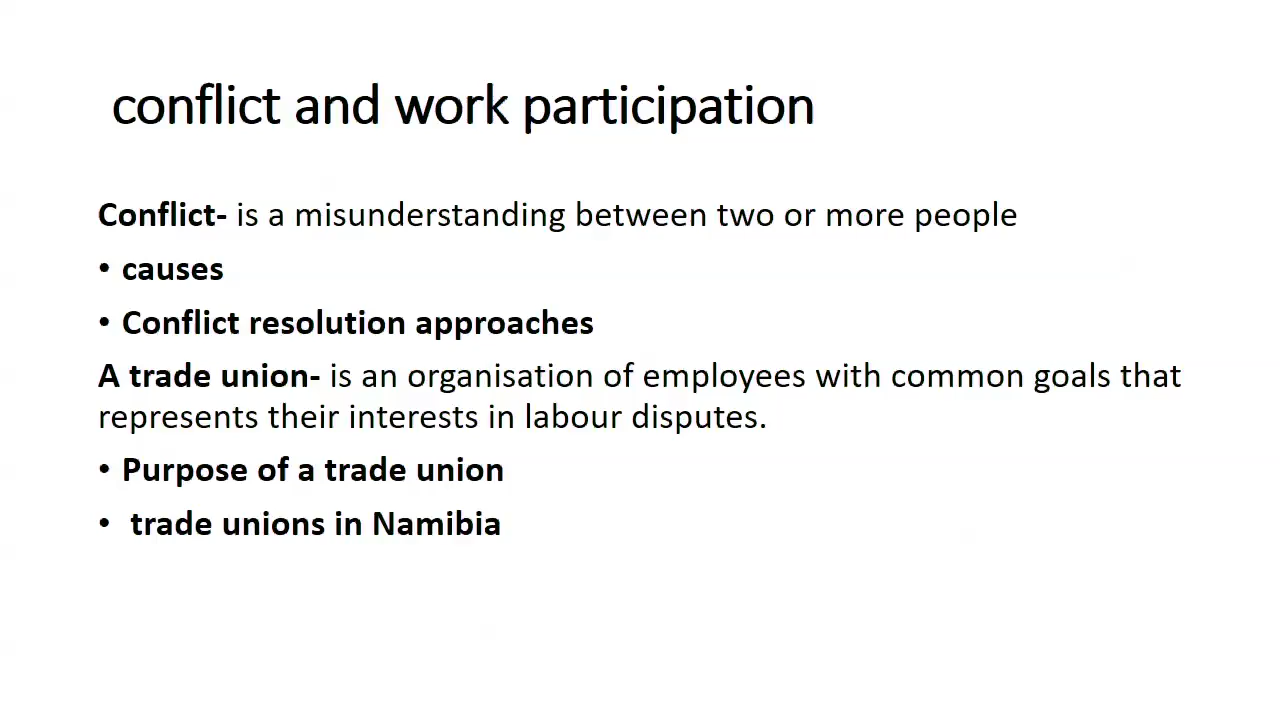 conflict and work participation
Conflict- is a misunderstanding between two or more people
• causes
• Conflict resolution approaches
A trade union- is an organisation of employees with common goals that
represents their interests in labour disputes.
• Purpose of a trade union
• trade unions in Namibia